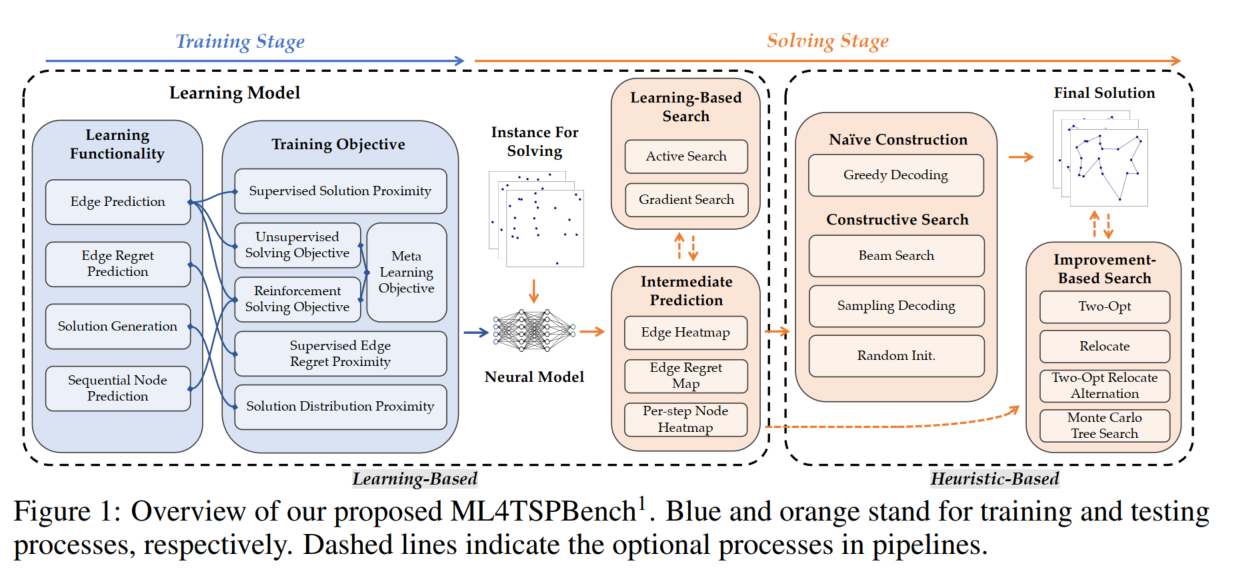 Training Stage
Solving Stage
Learning Model
Learning
Functionality
Edge Prediction
Edge Regret
Prediction
Solution Generation
Sequential Node
Prediction
Training Objective
Supervised Solution Proximity
Unsupervised
Solving Objective
Reinforcement
Solving Objective
Meta
Learning
Objective
Supervised Edge
Regret Proximity
Solution Distribution Proximity
Instance For
Solving
Neural Model
Learning-Based
Search
Active Search
Gradient Search
Intermediate
Prediction
Edge Heatmap
Edge Regret
Map
Per-step Node
Heatmap
Naïve Construction
Greedy Decoding
Constructive Search
Beam Search
Sampling Decoding
Random Init.
Final Solution
Improvement-
Based Search
Two-Opt
Relocate
Two-Opt Relocate
Alternation
Monte Carlo
Tree Search
Learning-Based
Heuristic-Based
Figure 1: Overview of our proposed ML4TSPBench¹. Blue and orange stand for training and testing
processes, respectively. Dashed lines indicate the optional processes in pipelines.